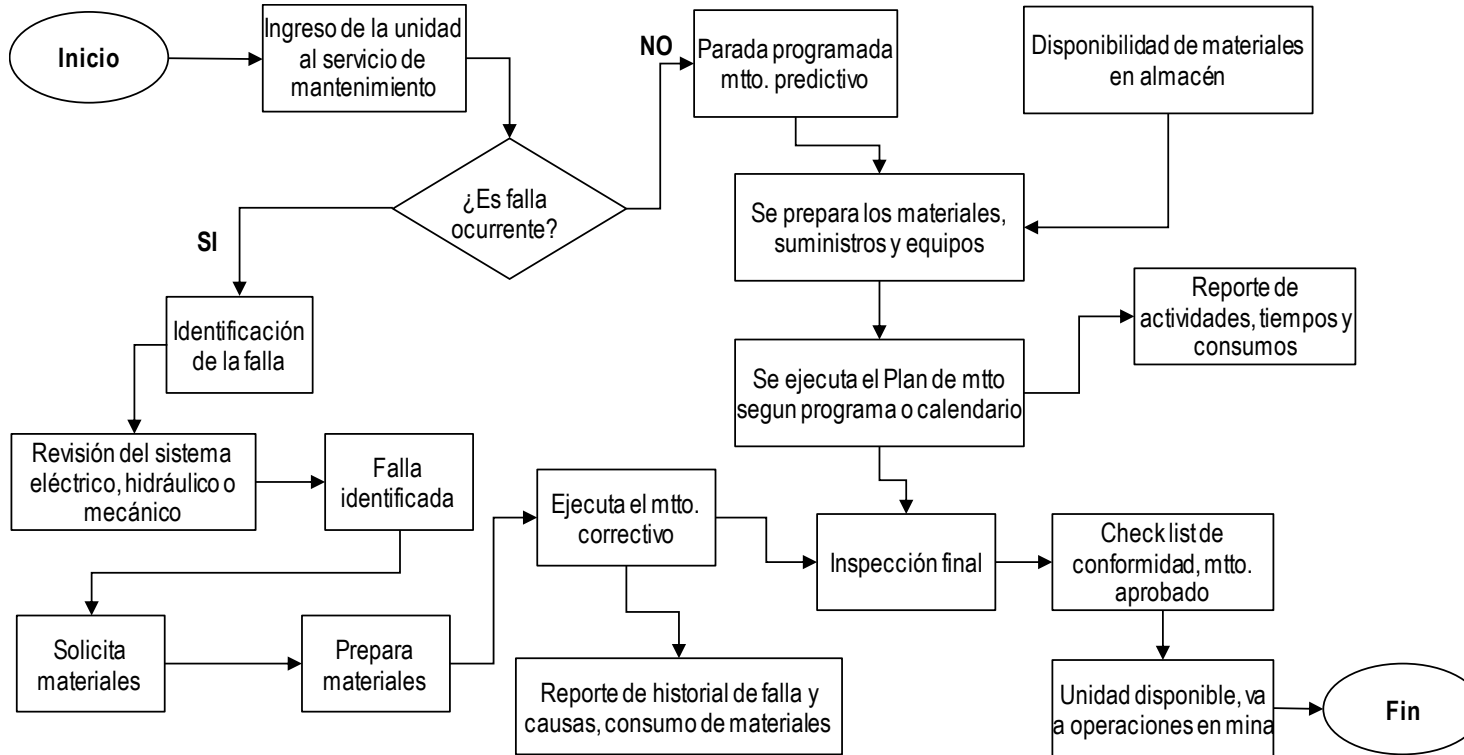 Inicio
Ingreso de la unidad
al servicio de
mantenimiento
NO
Parada programada
mtto. predictivo
Disponibilidad de materiales
en almacén
¿Es falla
ocurrente?
SI
Se prepara los materiales,
suministros y equipos
Identificación
de la falla
Reporte de
actividades, tiempos y
consumos
Se ejecuta el Plan de mtto
segun programa o calendario
Revisión del sistema
eléctrico, hidráulico o
mecánico
Falla
identificada
Ejecuta el mtto.
correctivo
Inspección final
Check list de
conformidad, mtto.
aprobado
Solicita
materiales
Prepara
materiales
Reporte de historial de falla y
causas, consumo de materiales
Unidad disponible, va
a operaciones en mina
Fin